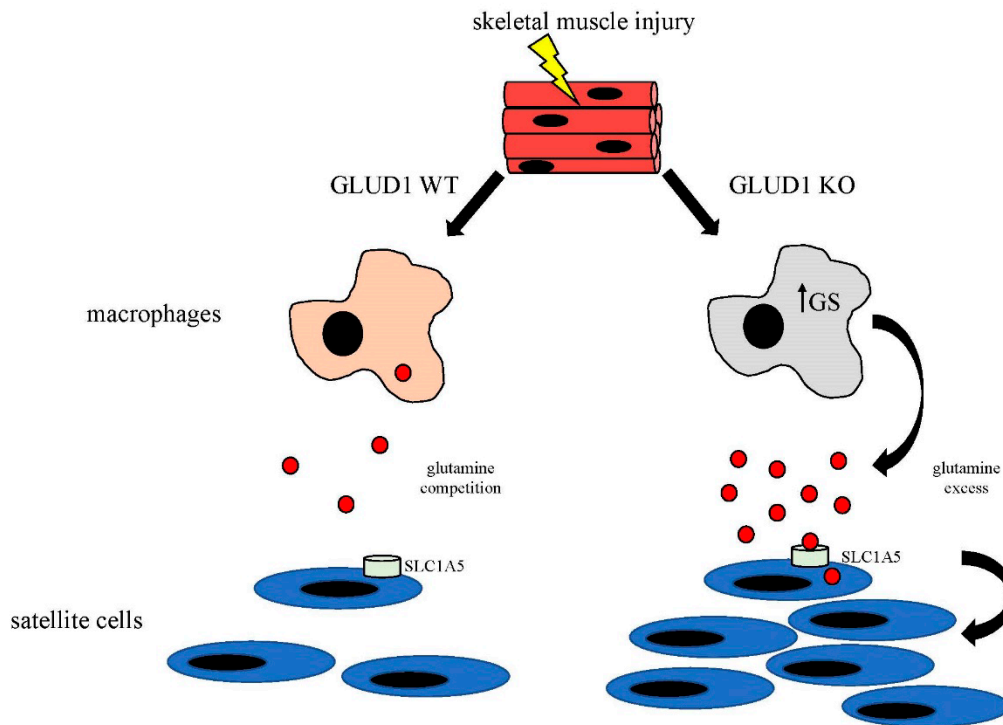 skeletal muscle injury
GLUD1 WT
GLUD1 KO
macrophages
↑GS
glutamine
competition
glutamine
excess
SLC1A5
SLC1A5
satellite cells